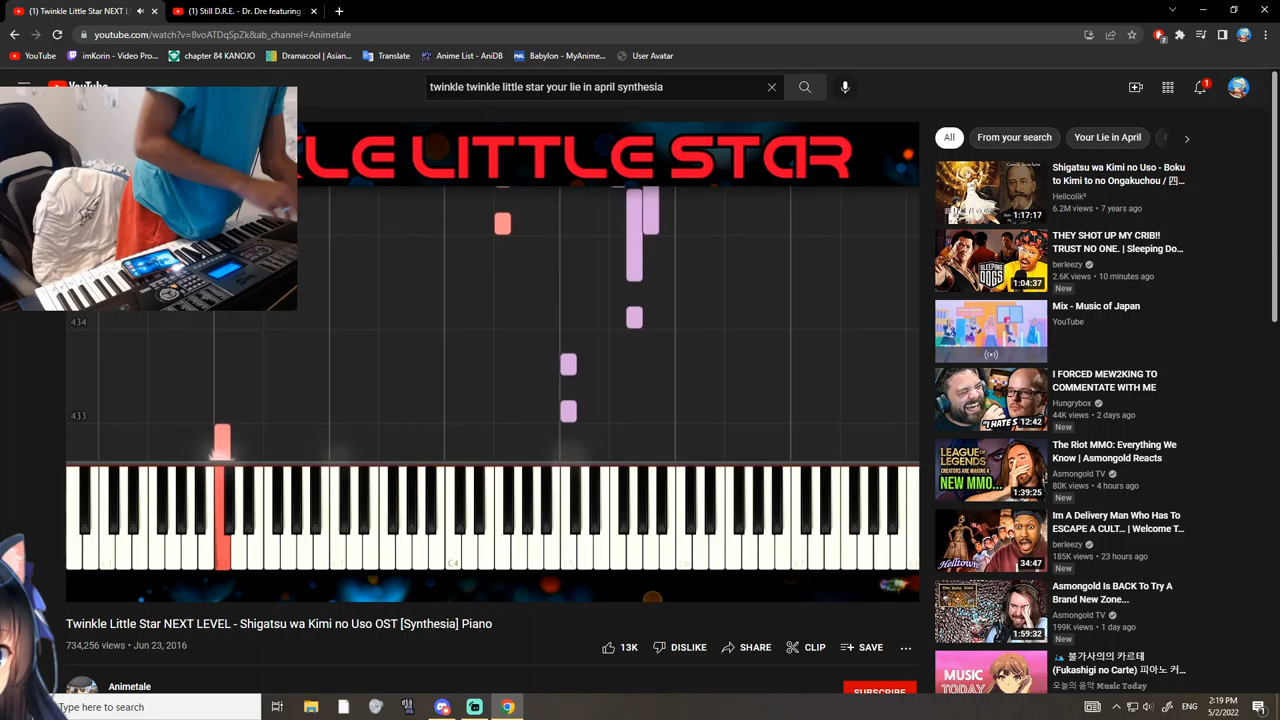 (1) Twinkle Little Star NEXT L
(1) Still D.R.E. - Dr. Dre featuring
youtube.com/watch?v=8voATDqSpZk&ab_channel=Animetale
YouTube
imKorin - Video Pro...
chapter 84 KANOJO
Dramacool | Asian...
Translate
Anime List - AniDB
Babylon - MyAnime...
User Avatar
twinkle twinkle little star your lie in april synthesia
7
1
KLE LITTLE STAR
434
433
C4
Twinkle Little Star NEXT LEVEL - Shigatsu wa Kimi no Uso OST [Synthesia] Piano
734,256 views • Jun 23, 2016
13K
DISLIKE
SHARE
CLIP
SAVE
Animetale
SUBSCRIBE
All
From your search
Your Lie in April
Shigatsu wa Kimi no Uso - Boku
to Kimi to no Ongakuchou / 四...
Hellcolik²
6.2M views • 7 years ago
1:17:17
THEY SHOT UP MY CRIB!!
TRUST NO ONE. | Sleeping Do...
berleezy
2.6K views • 10 minutes ago
New
SLEEPING
DOGS
1:04:37
Mix - Music of Japan
YouTube
I FORCED MEW2KING TO
COMMENTATE WITH ME
Hungrybox
44K views • 2 days ago
New
12:42
The Riot MMO: Everything We
Know | Asmongold Reacts
Asmongold TV
80K views • 4 hours ago
New
LEAGUE OF
LEGENDS
CREATORS ARE MAKING A
NEW MMO...
1:39:25
Im A Delivery Man Who Has To
ESCAPE A CULT... | Welcome T...
berleezy
185K views • 23 hours ago
New
Helltown
34:47
Asmongold Is BACK To Try A
Brand New Zone...
Asmongold TV
199K views • 1 day ago
New
1:59:32
불가사의의 카르테
(Fukashigi no Carte) 피아노 커...
오늘의 음악 Music Today
MUSIC
TODAY
Type here to search
ENG
2:19 PM
5/2/2022
1